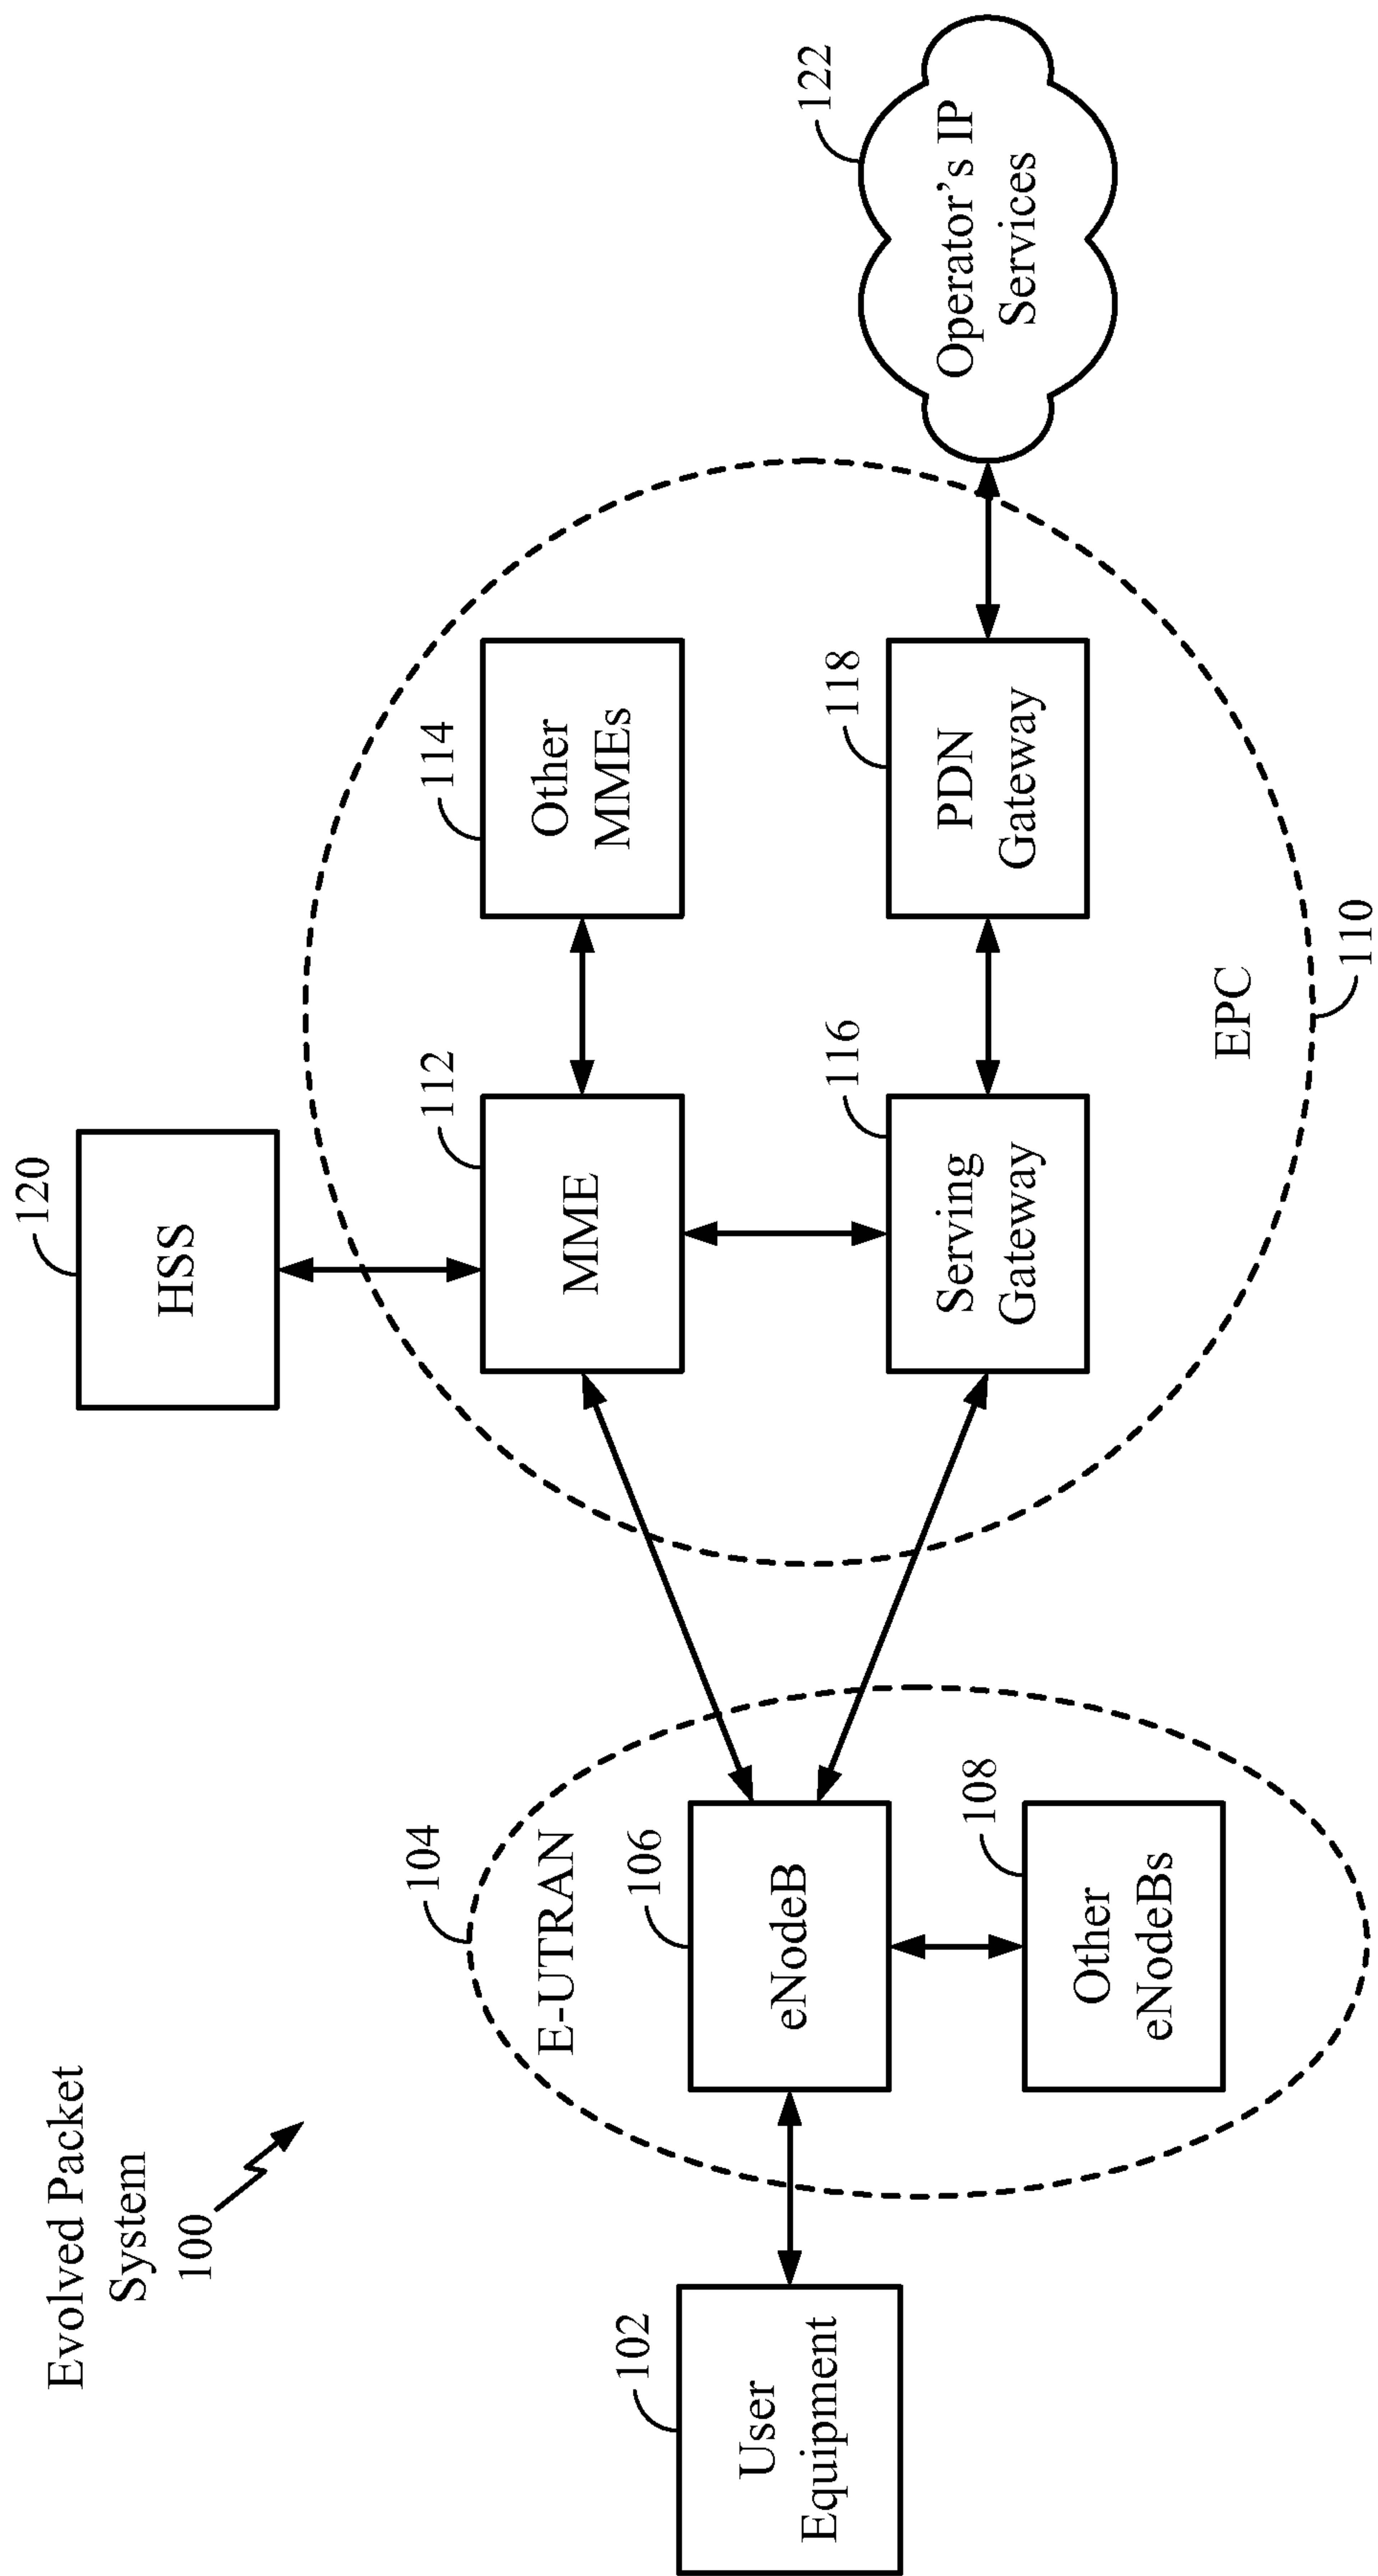 Evolved Packet
System
100
102
User
Equipment
104
E-UTRAN
106
eNodeB
108
Other
eNodeBs
120
HSS
112
MME
114
Other
MMEs
116
Serving
Gateway
118
PDN
Gateway
EPC
110
122
Operator’s IP
Services